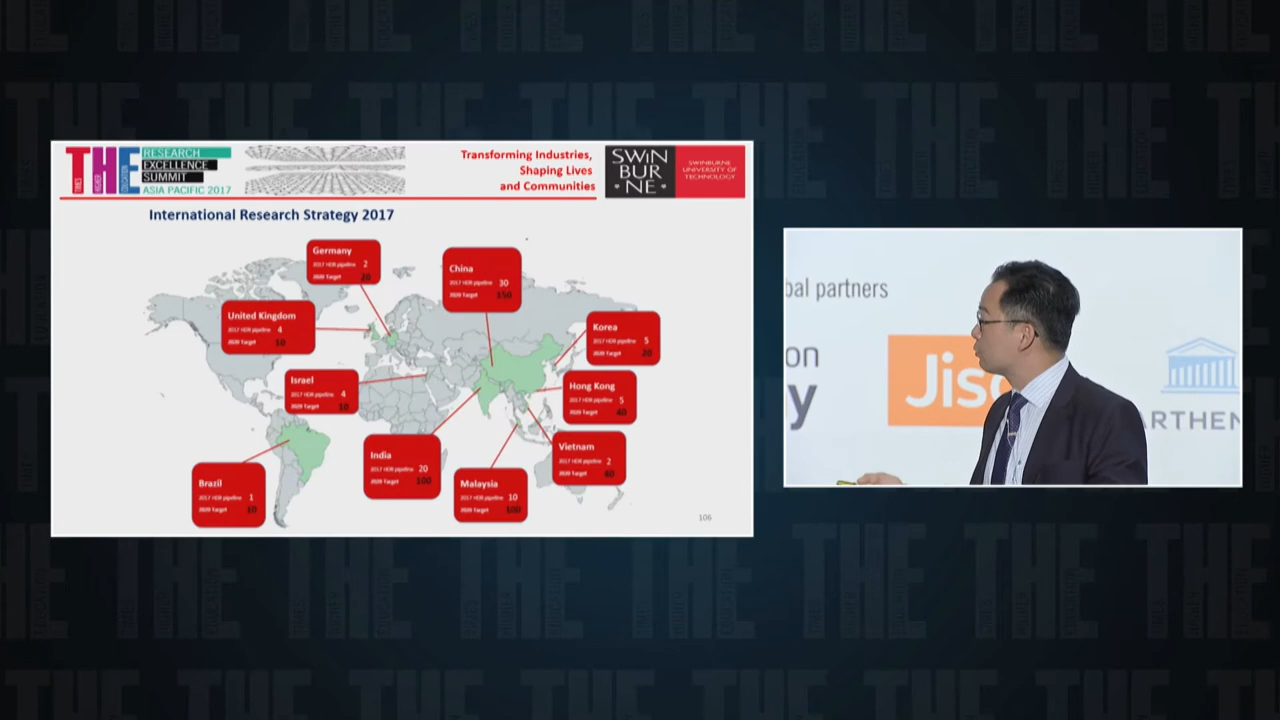 THE
TIMES
HIGHER
EDUCATION
RESEARCH
EXCELLENCE
SUMMIT
ASIA PACIFIC 2017
Transforming Industries,
Shaping Lives
and Communities
SWIN
BUR
NE
SWINBURNE
UNIVERSITY OF
TECHNOLOGY
International Research Strategy 2017
Germany
2017 HDR pipeline 2
2020 Target 20
China
2017 HDR pipeline 30
2020 Target 150
United Kingdom
2017 HDR pipeline 4
2020 Target 10
Korea
2017 HDR pipeline 5
2020 Target 20
Israel
2017 HDR pipeline 4
2020 Target 10
Hong Kong
2017 HDR pipeline 5
2020 Target 40
India
2017 HDR pipeline 20
2020 Target 100
Vietnam
2017 HDR pipeline 2
2020 Target 40
Brazil
2017 HDR pipeline 1
2020 Target 10
Malaysia
2017 HDR pipeline 10
2020 Target 100
106
bal partners
on
y
Jisc
ARTHEN